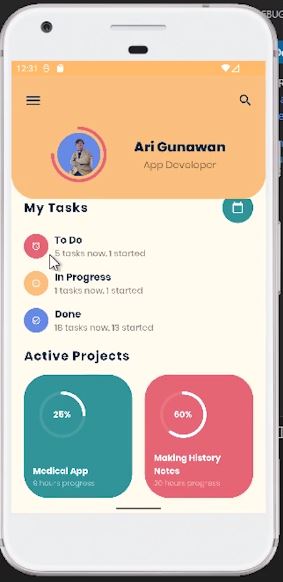 EBUG
12:31
Ari Gunawan
App Developer
My Tasks
To Do
5 tasks now, 1 started
In Progress
1 tasks now, 1 started
Done
18 tasks now, 13 started
Active Projects
25%
60%
Medical App
9 hours progress
Making History
Notes
20 hours progress